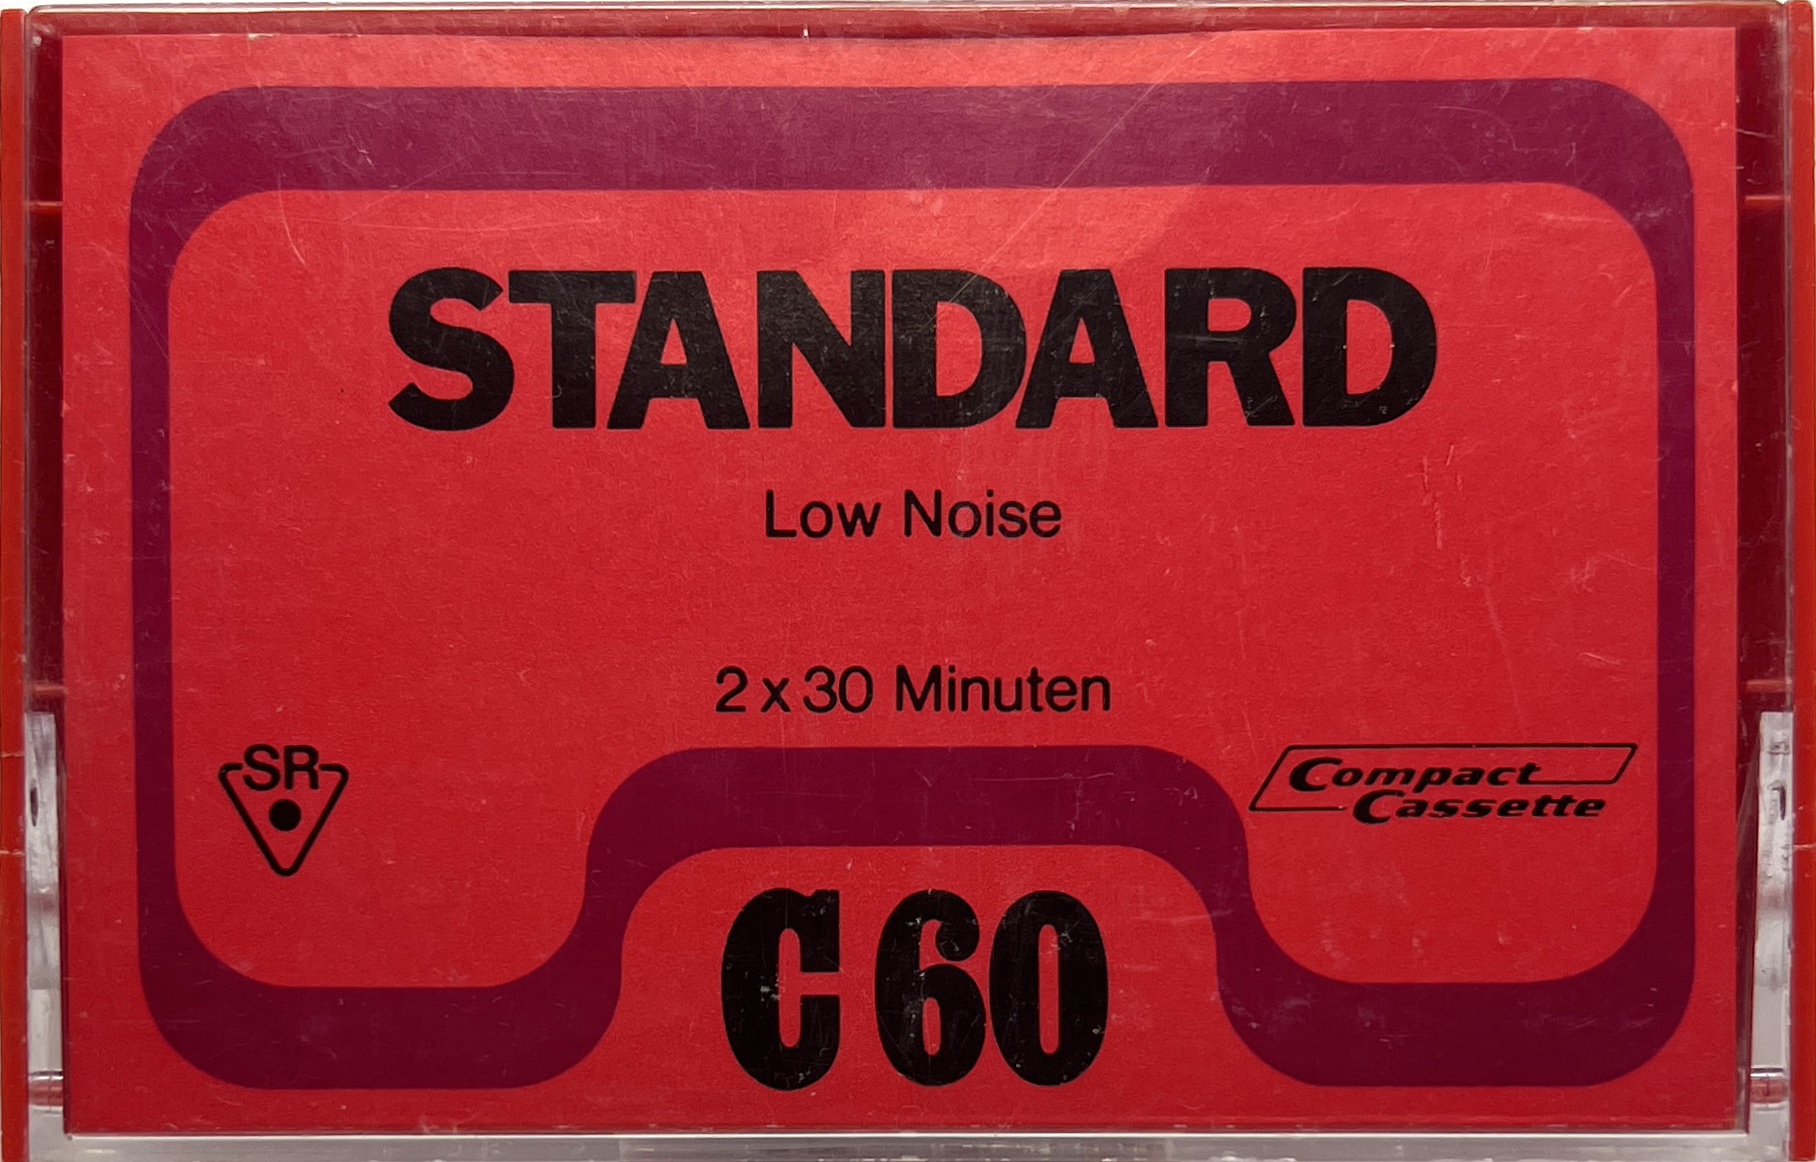 STANDARD
Low Noise
2 x 30 Minuten
SR
Compact
Cassette
C 60